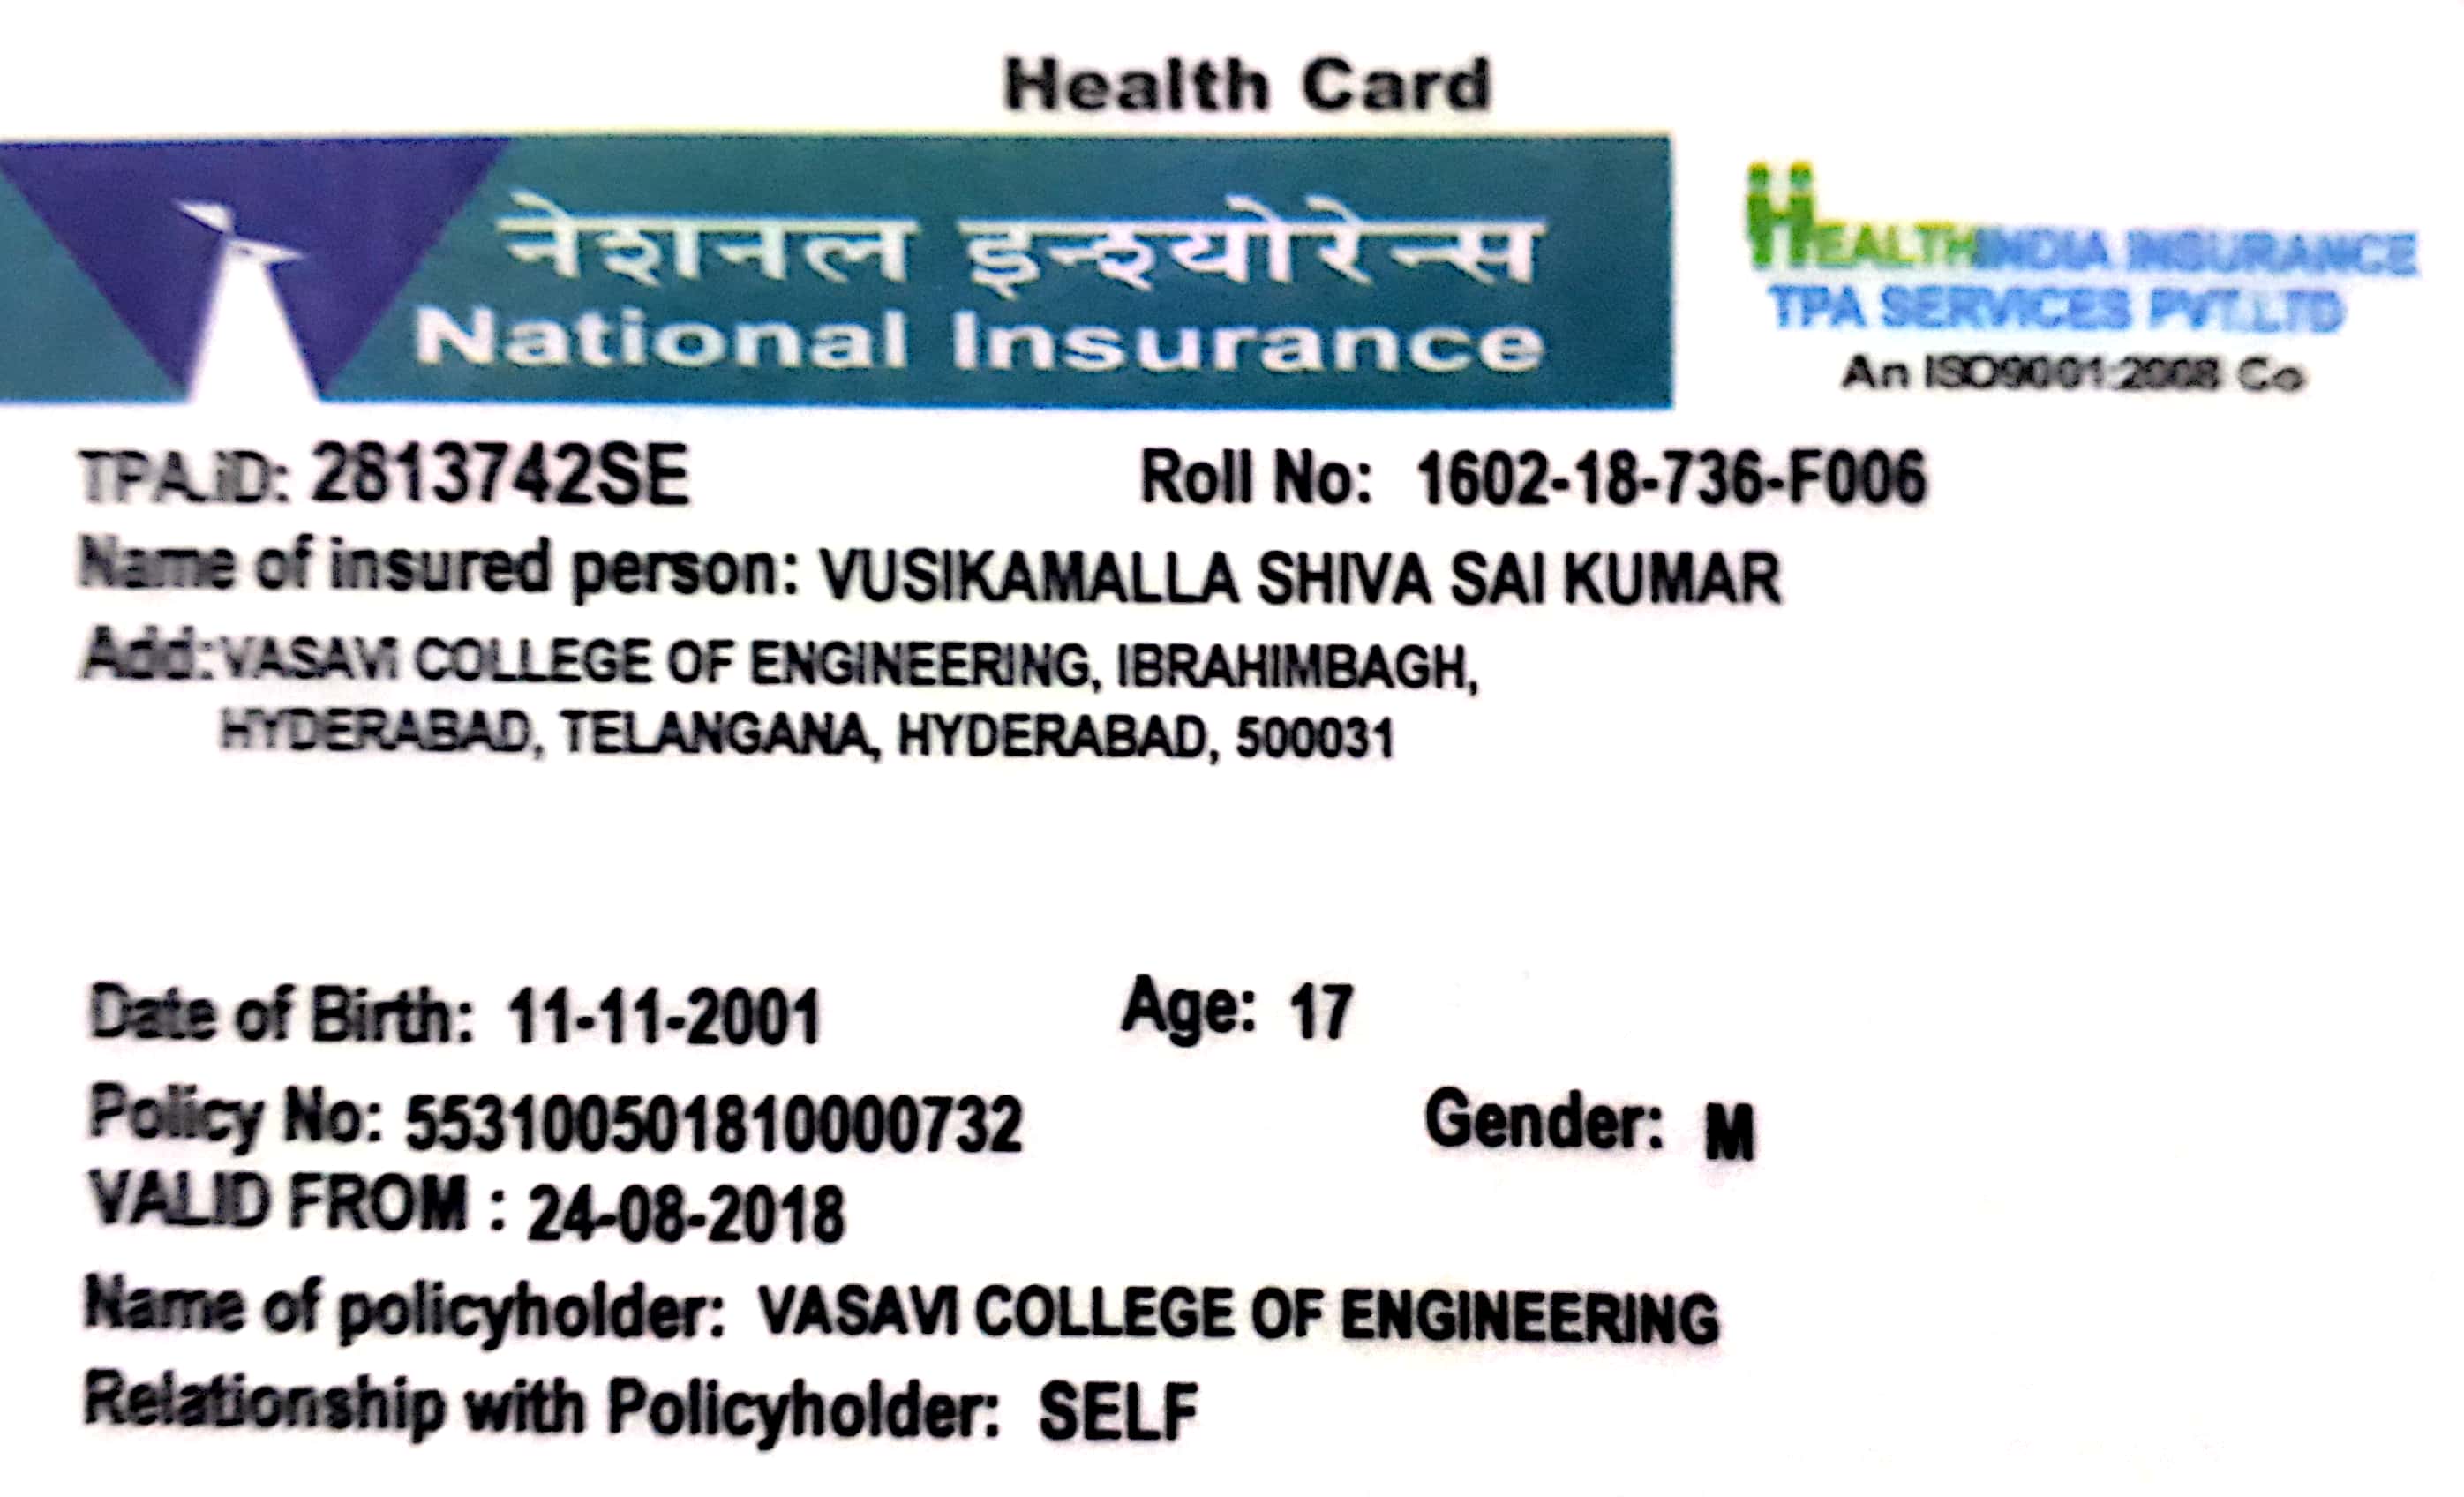 Health Card
नेशनल इन्श्योरेन्स
National Insurance
HEALTHINDIA INSURANCE
TPA SERVICES PVT.LTD
An ISO9001:2008 Co
TPA.iD: 2813742SE Roll No: 1602-18-736-F006
Name of insured person: VUSIKAMALLA SHIVA SAI KUMAR
Add:VASAVI COLLEGE OF ENGINEERING, IBRAHIMBAGH,
HYDERABAD, TELANGANA, HYDERABAD, 500031
Date of Birth: 11-11-2001 Age: 17
Policy No: 553100501810000732 Gender: M
VALID FROM : 24-08-2018
Name of policyholder: VASAVI COLLEGE OF ENGINEERING
Relationship with Policyholder: SELF